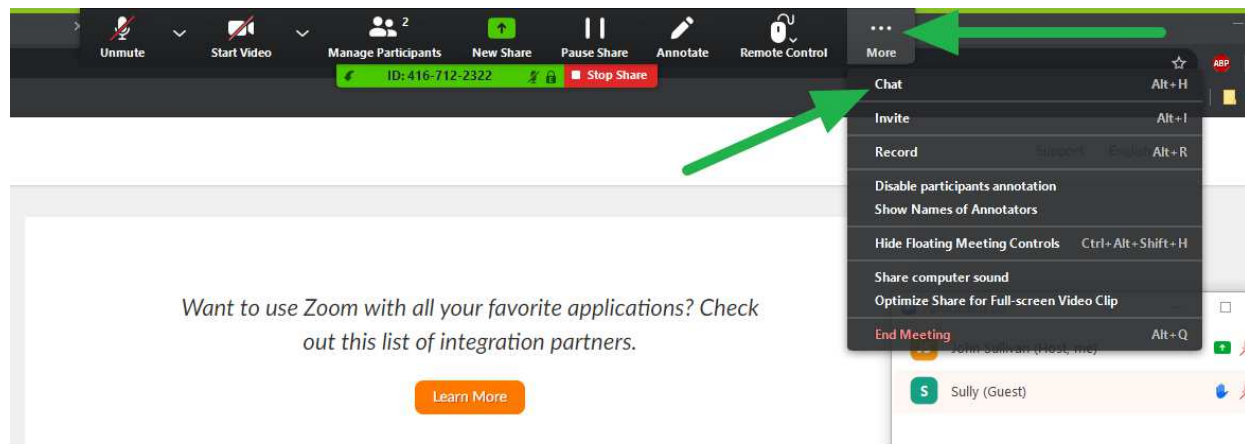 2
Unmute
Start Video
Manage Participants
New Share
Pause Share
Annotate
Remote Control
More
ID: 416-712-2322
Stop Share
ABP
Chat Alt+H
Invite Alt+I
Record Alt+R
Support English
Disable participants annotation
Show Names of Annotators
Hide Floating Meeting Controls Ctrl+Alt+Shift+H
Share computer sound
Optimize Share for Full-screen Video Clip
End Meeting Alt+Q
John Sullivan (Host, me)
S Sully (Guest)
Want to use Zoom with all your favorite applications? Check
out this list of integration partners.
Learn More